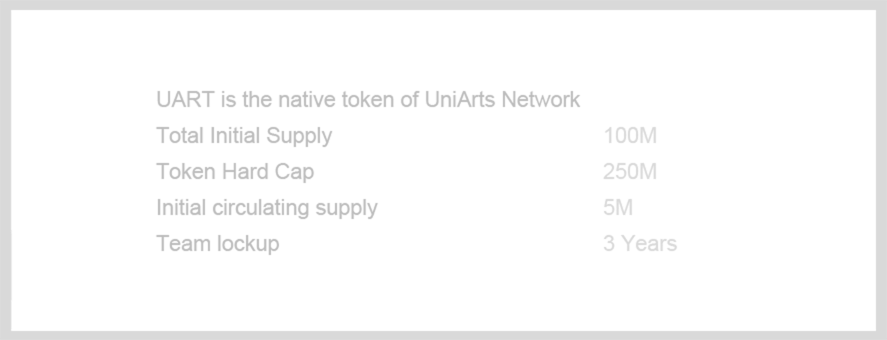 UART is the native token of UniArts Network
Total Initial Supply 100M
Token Hard Cap 250M
Initial circulating supply 5M
Team lockup 3 Years